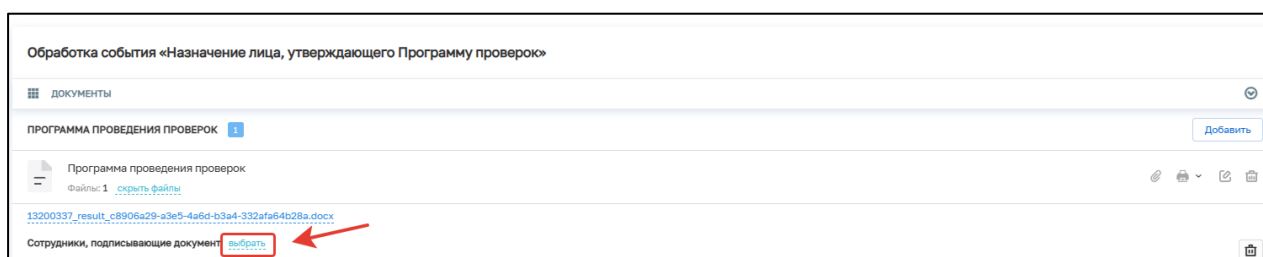 Обработка события «Назначение лица, утверждающего Программу проверок»
ДОКУМЕНТЫ
ПРОГРАММА ПРОВЕДЕНИЯ ПРОВЕРОК 1 Добавить
Программа проведения проверок
Файлы: 1 скрыть файлы
13200337_result_c8906a29-a3e5-4a6d-b3a4-332afa64b28a.docx
Сотрудники, подписывающие документ выбрать